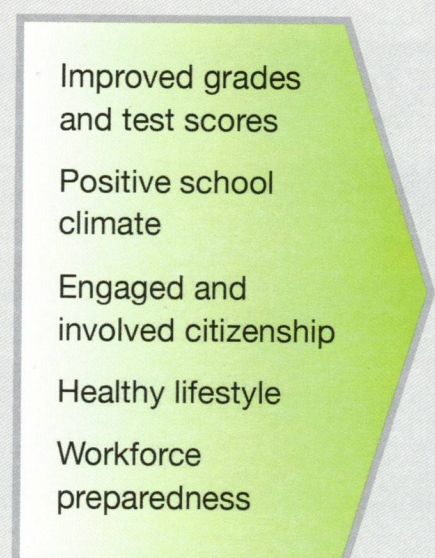 Improved grades
and test scores
Positive school
climate
Engaged and
involved citizenship
Healthy lifestyle
Workforce
preparedness